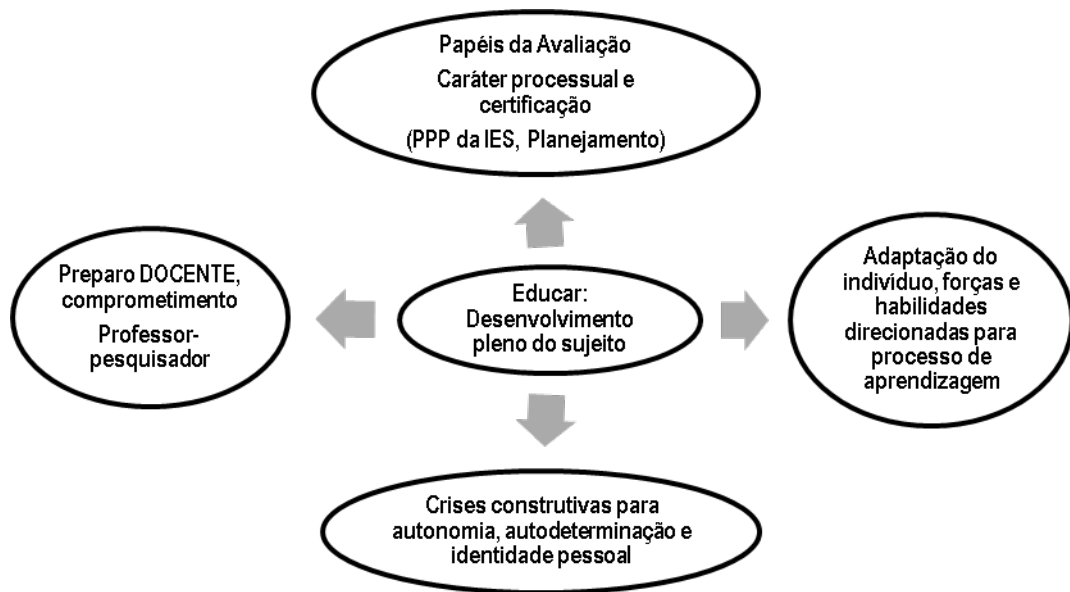 Papéis da Avaliação
Caráter processual e
certificação
(PPP da IES, Planejamento)
Preparo DOCENTE,
comprometimento
Professor-
pesquisador
Educar:
Desenvolvimento
pleno do sujeito
Adaptação do
indivíduo, forças e
habilidades
direcionadas para
processo de
aprendizagem
Crises construtivas para
autonomia, autodeterminação e
identidade pessoal